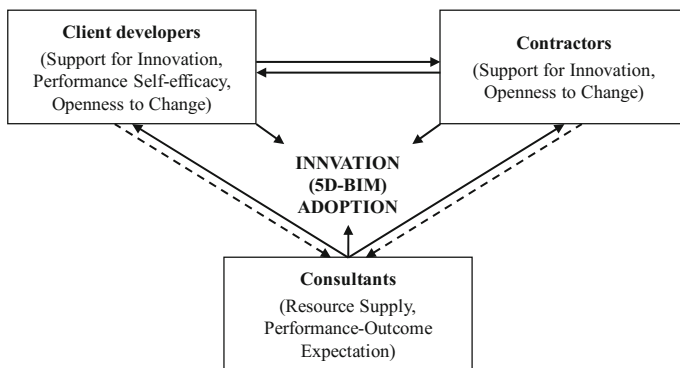 Client developers
(Support for Innovation,
Performance Self-efficacy,
Openness to Change)
Contractors
(Support for Innovation,
Openness to Change)
INNVATION
(5D-BIM)
ADOPTION
Consultants
(Resource Supply,
Performance-Outcome
Expectation)